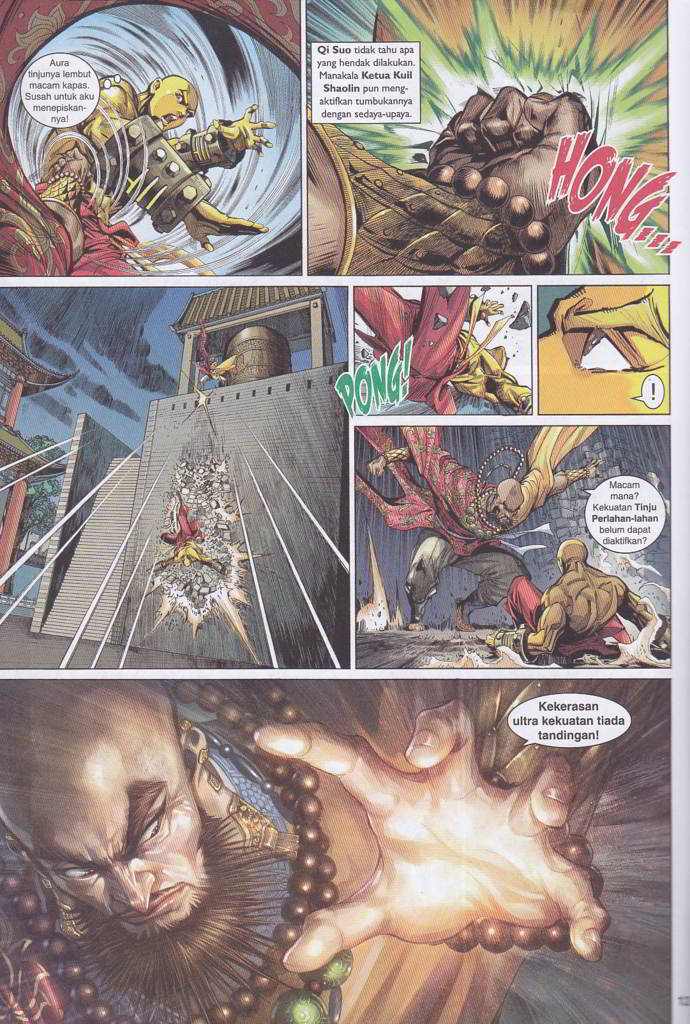 Aura
tinjunya lembut
macam kapas.
Susah untuk aku
menepiskan-
nya!
Qi Suo tidak tahu apa
yang hendak dilakukan.
Manakala Ketua Kuil
Shaolin pun meng-
aktifkan tumbukannya
dengan sedaya-upaya.
HONG...
PONG!
!
Macam
mana?
Kekuatan Tinju
Perlahan-lahan
belum dapat
diaktifkan?
Kekerasan
ultra kekuatan tiada
tandingan!